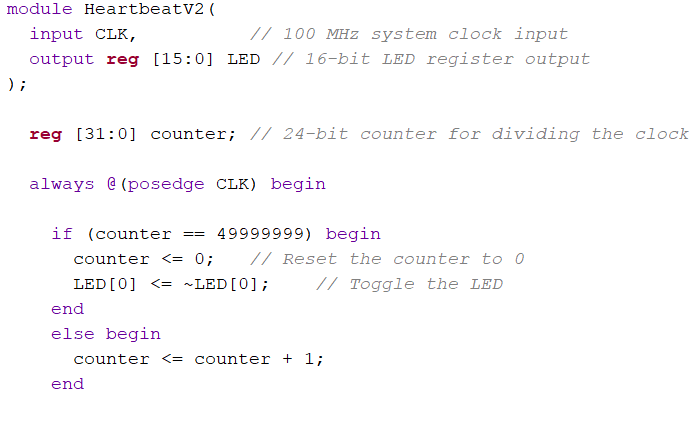 module HeartbeatV2(
input CLK, // 100 MHz system clock input
output reg [15:0] LED // 16-bit LED register output
);
reg [31:0] counter; // 24-bit counter for dividing the clock
always @(posedge CLK) begin
if (counter == 49999999) begin
counter <= 0; // Reset the counter to 0
LED[0] <= ~LED[0]; // Toggle the LED
end
else begin
counter <= counter + 1;
end